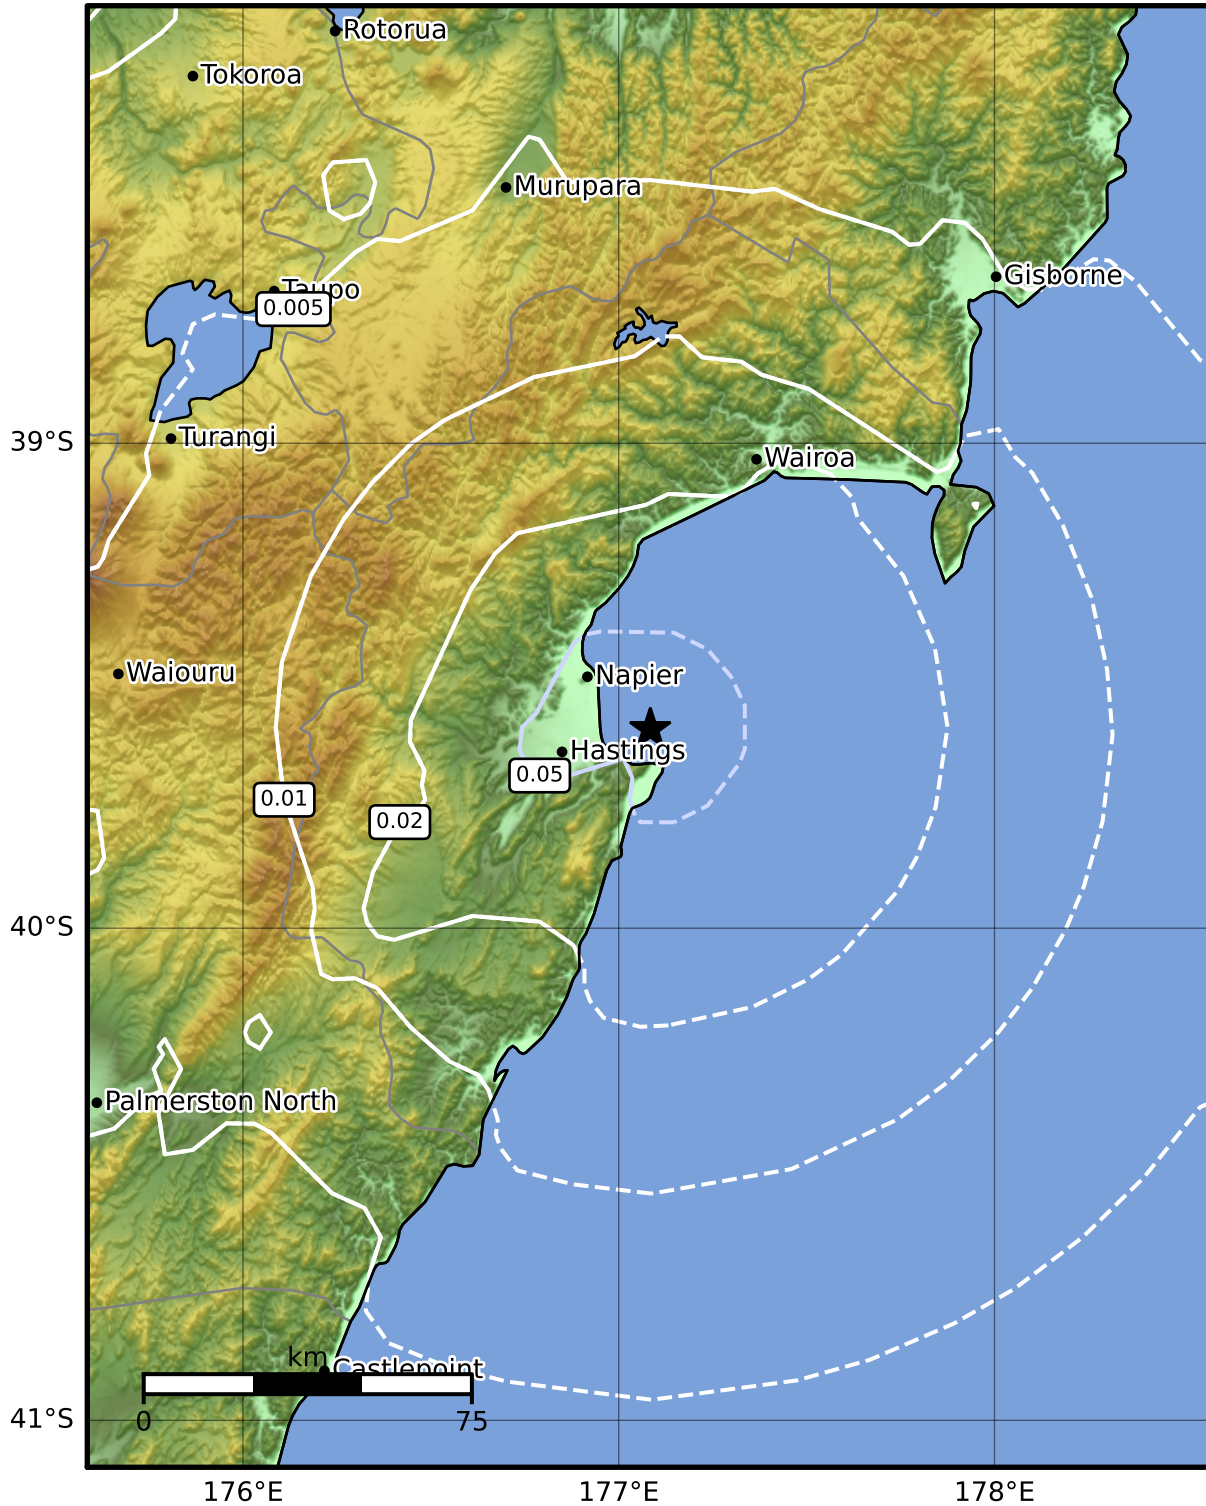 Rotorua
Tokoroa
Murupara
Gisborne
Taupo
0.005
39°S
Turangi
Wairoa
Waiouru
Napier
Hastings
0.05
0.01
0.02
40°S
Palmerston North
km
Castlepoint
0
75
41°S
176°E
177°E
178°E